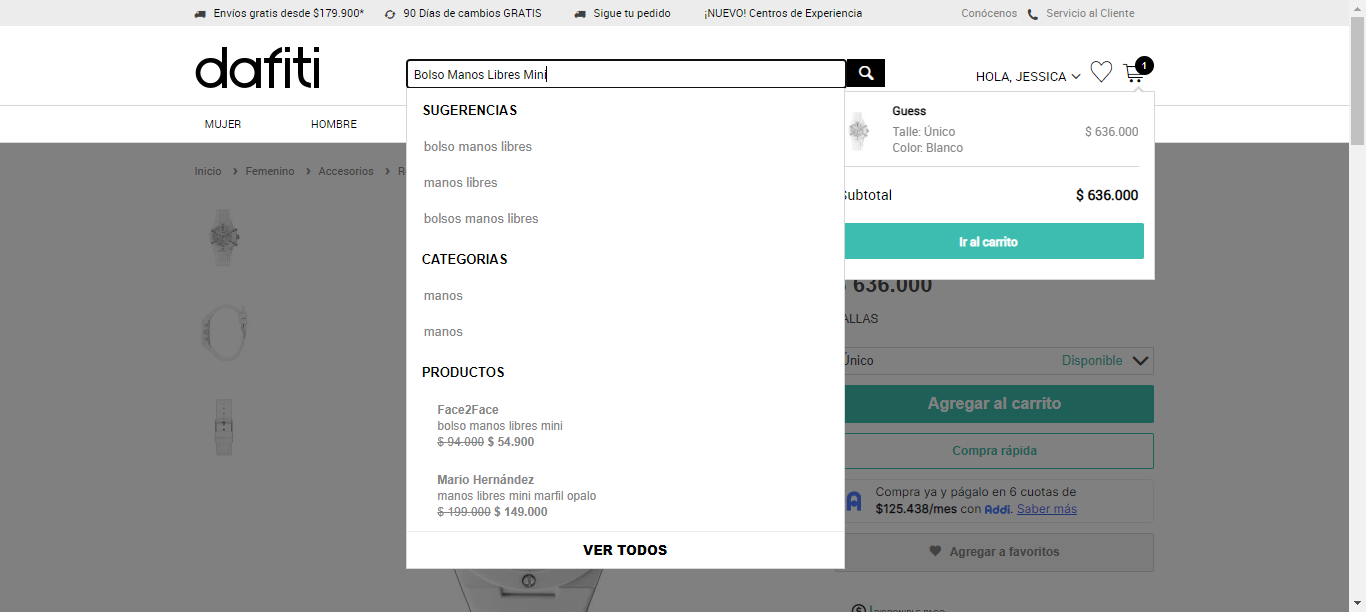 Envíos gratis desde $179.900*
90 Días de cambios GRATIS
Sigue tu pedido
¡NUEVO! Centros de Experiencia
Conócenos
Servicio al Cliente
dafiti
Bolso Manos Libres Mini
HOLA, JESSICA
1
MUJER
HOMBRE
SUGERENCIAS
bolso manos libres
manos libres
bolsos manos libres
CATEGORIAS
manos
manos
PRODUCTOS
Face2Face
bolso manos libres mini
$ 94.000 $ 54.900
Mario Hernández
manos libres mini marfil opalo
$ 199.000 $ 149.000
VER TODOS
Guess
Talle: Único
$ 636.000
Color: Blanco
Subtotal
$ 636.000
Ir al carrito
Inicio
Femenino
Accesorios
$ 636.000
ALLAS
Único
Disponible
Agregar al carrito
Compra rápida
Compra ya y págalo en 6 cuotas de
$125.438/mes con Addi. Saber más
Agregar a favoritos